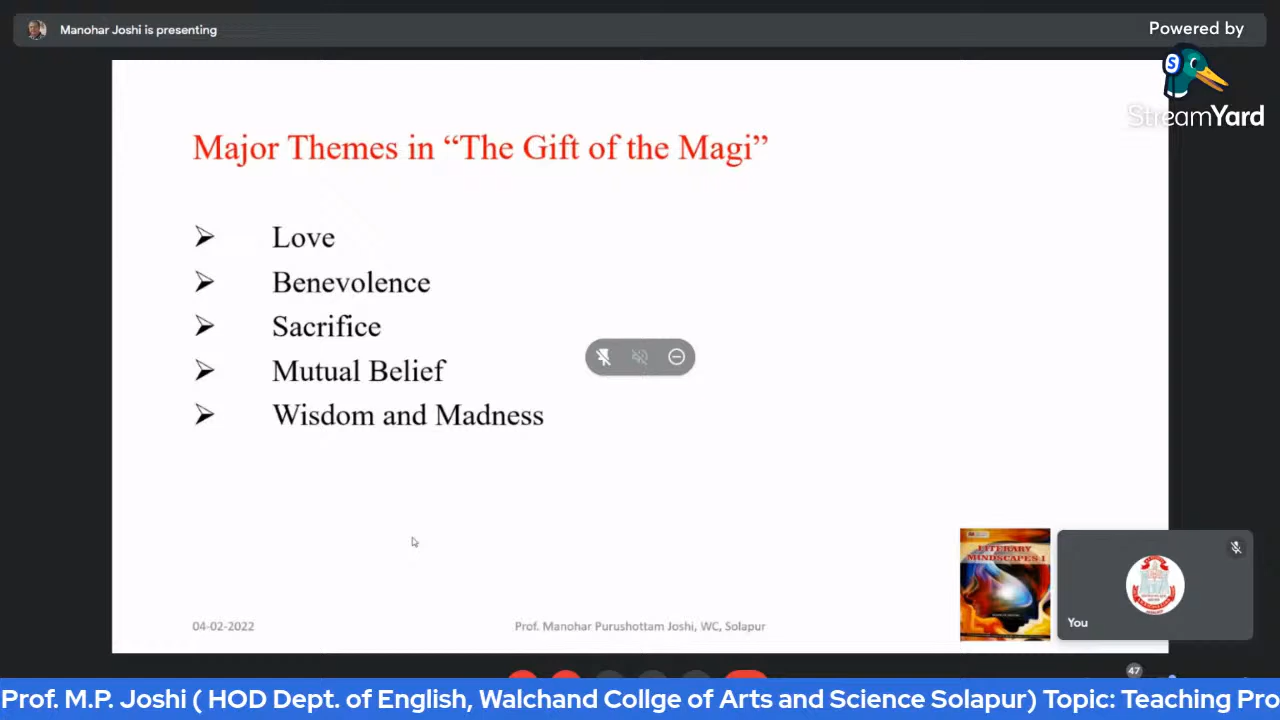 Manohar Joshi is presenting
Powered by
StreamYard
Major Themes in “The Gift of the Magi”
Love
Benevolence
Sacrifice
Mutual Belief
Wisdom and Madness
LITERARY
MINDSCAPES I
You
04-02-2022
Prof. Manohar Purushottam Joshi, WC, Solapur
47
Prof. M.P. Joshi ( HOD Dept. of English, Walchand Collge of Arts and Science Solapur) Topic: Teaching Pro